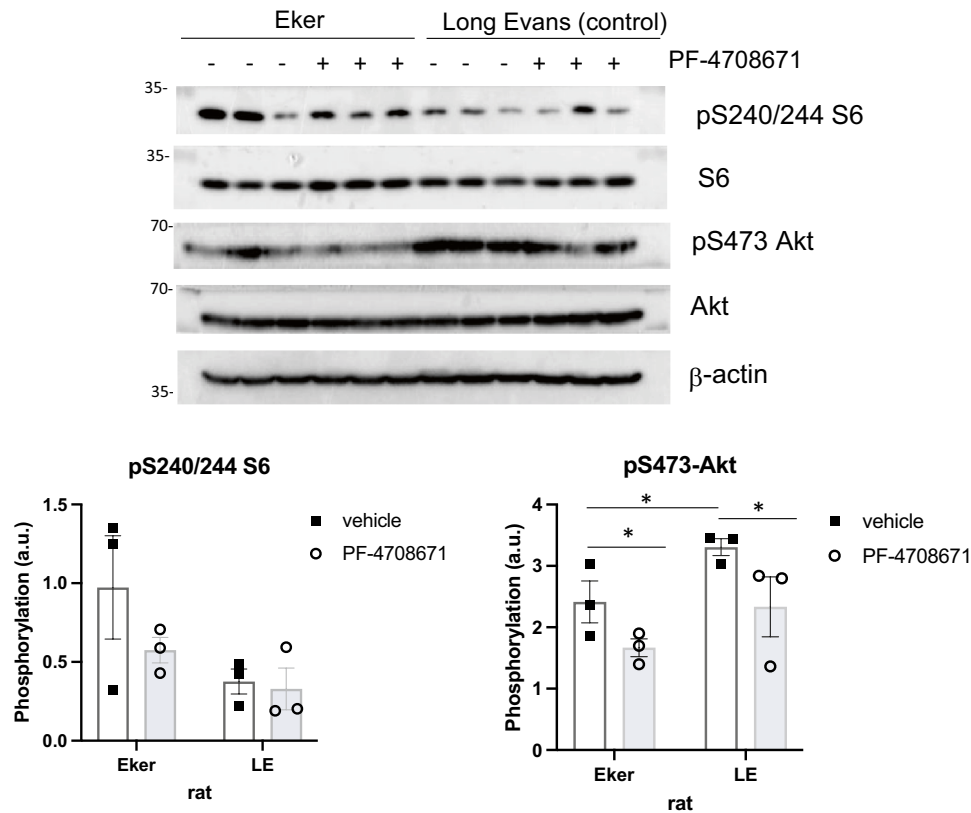 Eker Long Evans (control)
- - - + + + - - - + + + PF-4708671
35- pS240/244 S6
35- S6
70- pS473 Akt
70- Akt
35- β-actin
pS240/244 S6
Phosphorylation (a.u.)
1.5
1.0
0.5
0.0
Eker LE
rat
■ vehicle
○ PF-4708671
pS473-Akt
Phosphorylation (a.u.)
4
3
2
1
0
* * *
Eker LE
rat
■ vehicle
○ PF-4708671